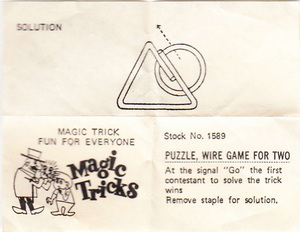 SOLUTION
MAGIC TRICK
FUN FOR EVERYONE
Magic
Tricks
Stock No. 1589
PUZZLE, WIRE GAME FOR TWO
At the signal "Go" the first
contestant to solve the trick
wins
Remove staple for solution.